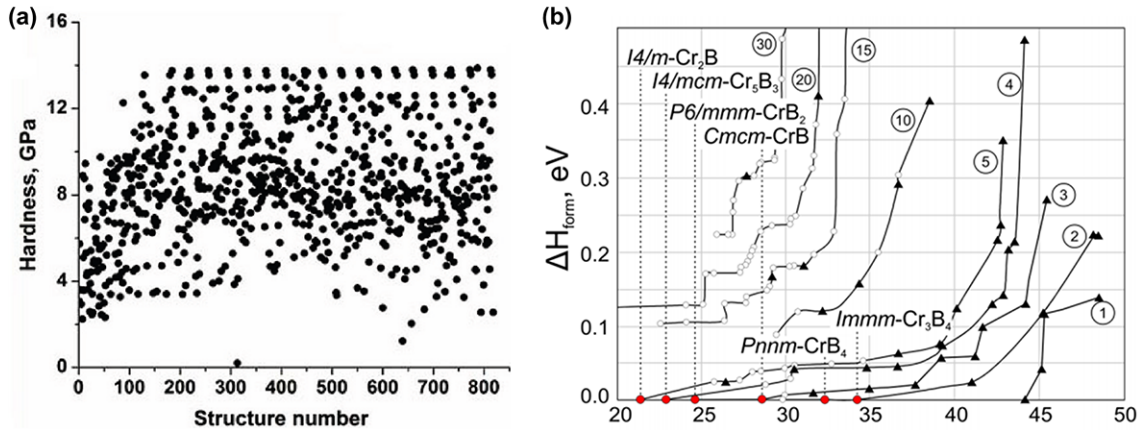 (a)
16
12
8
4
0
Hardness, GPa
0 100 200 300 400 500 600 700 800
Structure number
(b)
I4/m-Cr₂B
I4/mcm-Cr₅B₃
P6/mmm-CrB₂
Cmcm-CrB
30
20
15
10
5
4
3
2
1
Immm-Cr₃B₄
Pnnm-CrB₄
0.4
0.3
0.2
0.1
0.0
ΔH_form, eV
20 25 30 35 40 45 50